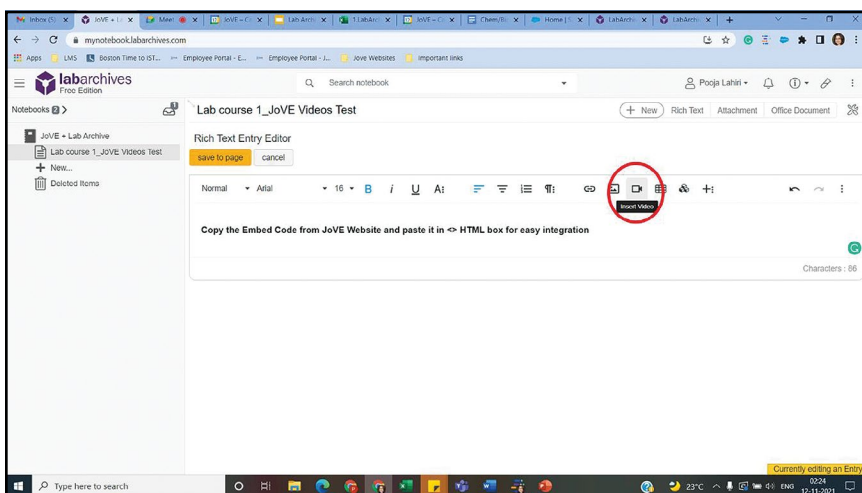 Inbox (5) x JoVE + La x Meet x JoVE – C x Lab Archi x 1 LabArc x JoVE – C x Chem/Bi x Home | S x LabArchi x LabArchi x +
mynotebook.labarchives.com
Apps LMS Boston Time to IST... Employee Portal - E... Employee Portal - J... Jove Websites Important links
labarchives
Free Edition
Search notebook
Pooja Lahiri
Notebooks 2 >
Lab course 1_JoVE Videos Test
+ New Rich Text Attachment Office Document
JoVE + Lab Archive
Lab course 1_JoVE Videos Test
+ New...
Deleted Items
Rich Text Entry Editor
save to page cancel
Normal Arial 16 B i U A
Insert Video
Copy the Embed Code from JoVE Website and paste it in <> HTML box for easy integration
Characters : 86
Currently editing an Entry
Type here to search
23°C ENG 02:24
12-11-2021